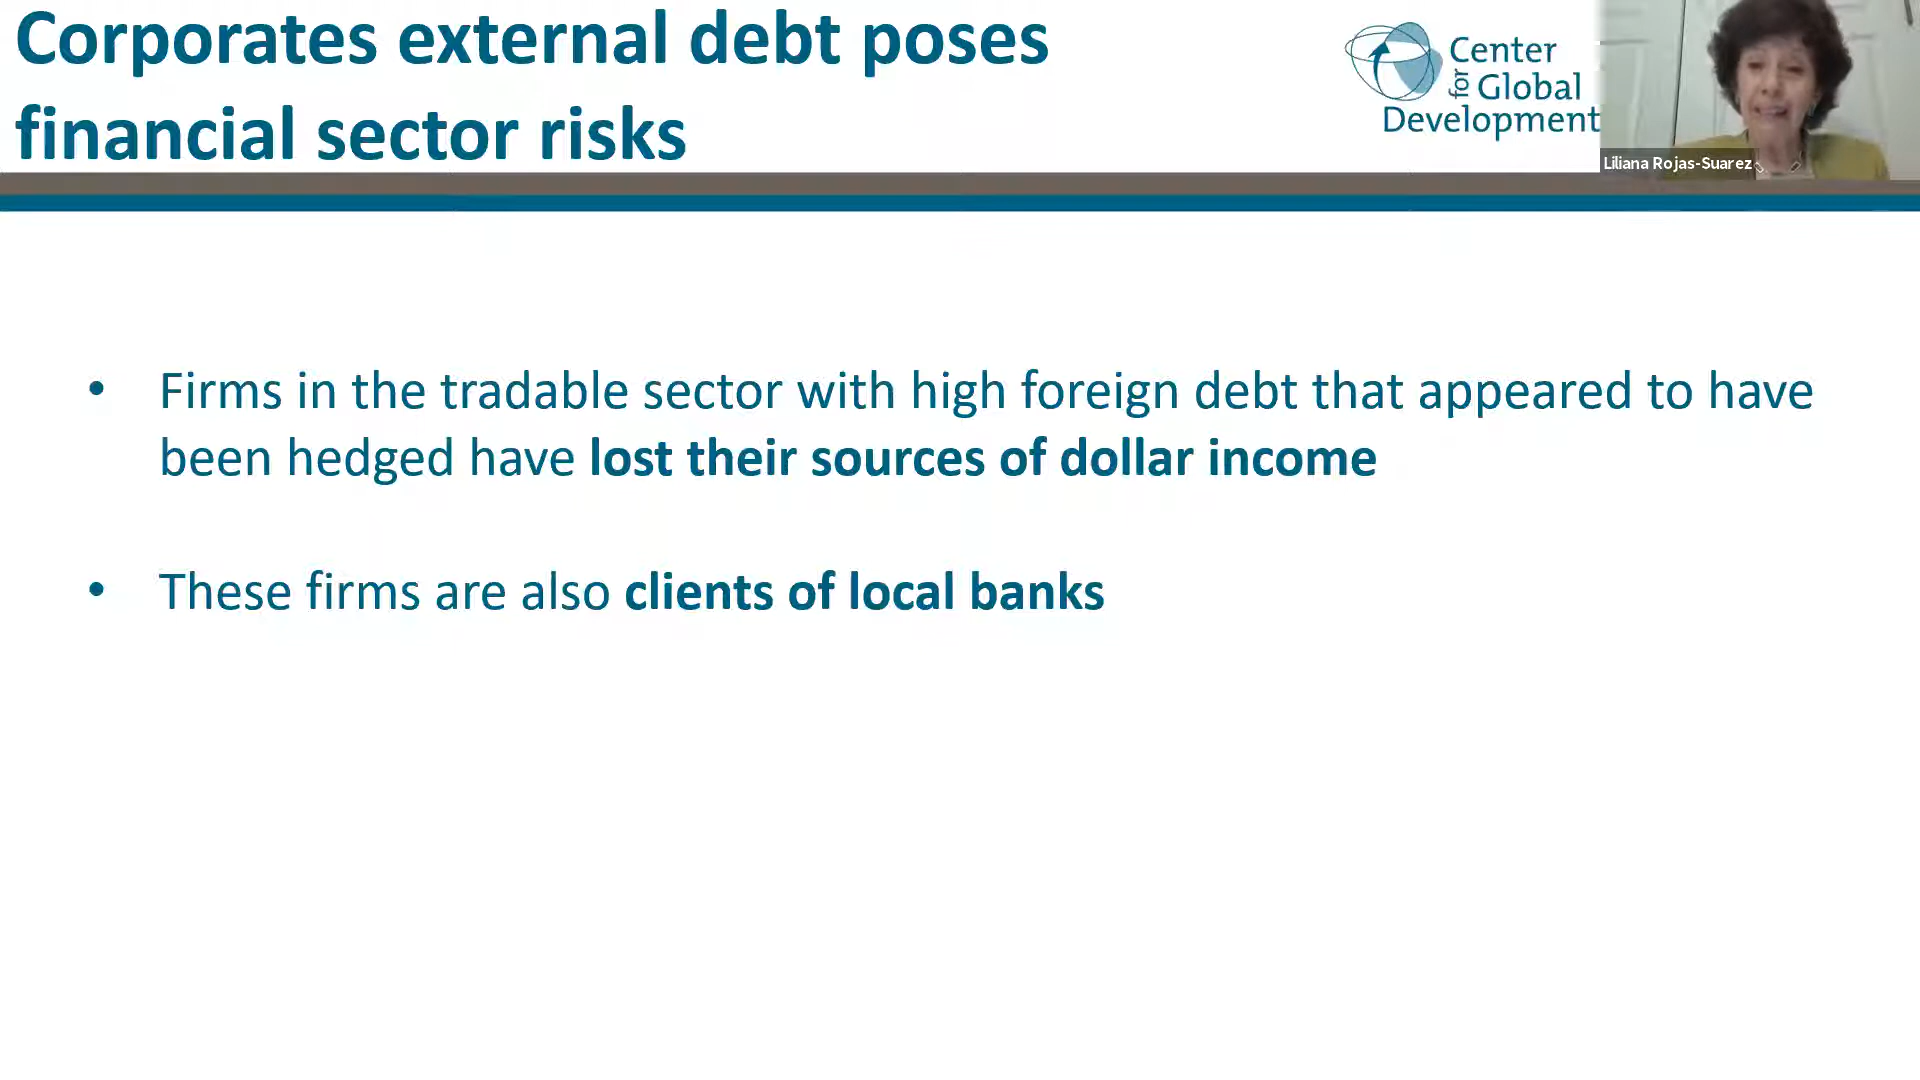 Corporates external debt poses
financial sector risks
Center
for Global
Development
Liliana Rojas-Suarez
• Firms in the tradable sector with high foreign debt that appeared to have
been hedged have lost their sources of dollar income
• These firms are also clients of local banks